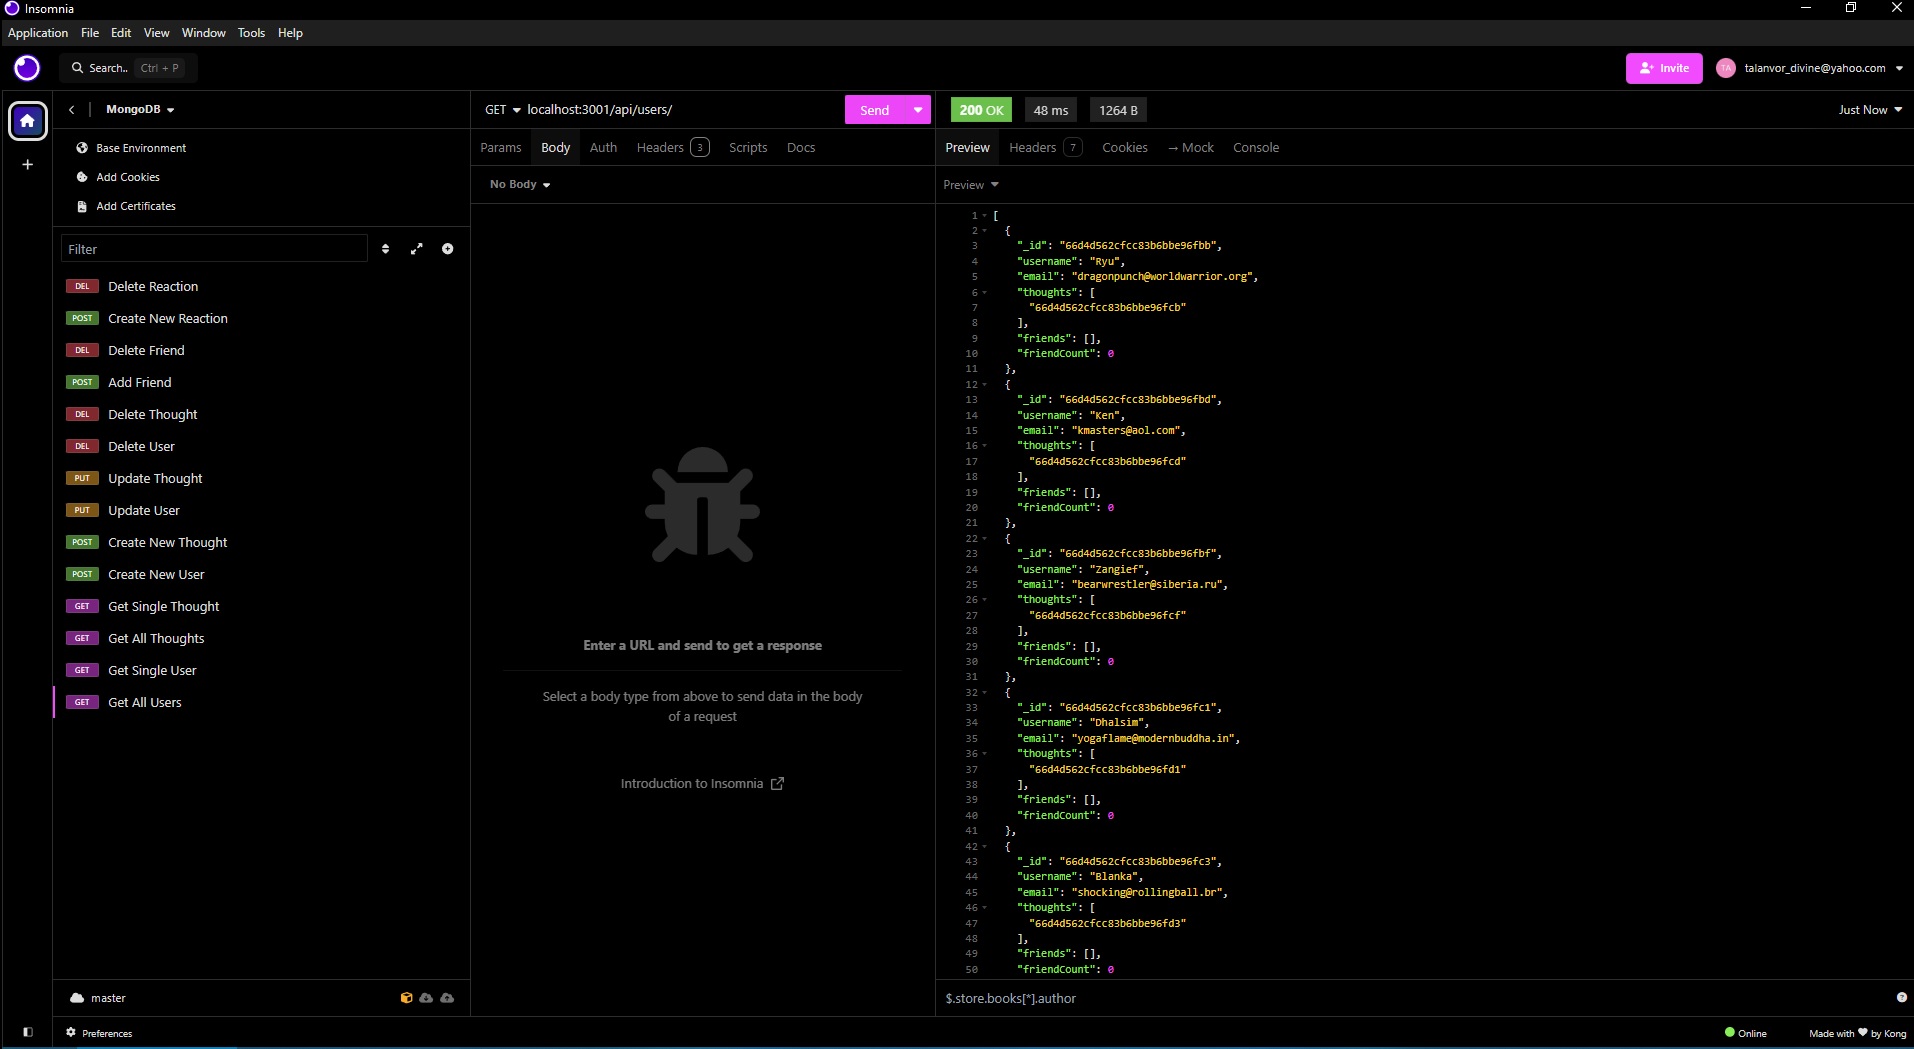 Insomnia
Application File Edit View Window Tools Help
Search.. Ctrl + P
Invite
TA talanvor_divine@yahoo.com
MongoDB
Base Environment
Add Cookies
Add Certificates
Filter
DEL Delete Reaction
POST Create New Reaction
DEL Delete Friend
POST Add Friend
DEL Delete Thought
DEL Delete User
PUT Update Thought
PUT Update User
POST Create New Thought
POST Create New User
GET Get Single Thought
GET Get All Thoughts
GET Get Single User
GET Get All Users
master
GET localhost:3001/api/users/ Send
Params Body Auth Headers 3 Scripts Docs
No Body
Enter a URL and send to get a response
Select a body type from above to send data in the body
of a request
Introduction to Insomnia
200 OK 48 ms 1264 B Just Now
Preview Headers 7 Cookies → Mock Console
Preview
1 [
2 {
3 "_id": "66d4d562cfcc83b6bbe96fbb",
4 "username": "Ryu",
5 "email": "dragonpunch@worldwarrior.org",
6 "thoughts": [
7 "66d4d562cfcc83b6bbe96fcb"
8 ],
9 "friends": [],
10 "friendCount": 0
11 },
12 {
13 "_id": "66d4d562cfcc83b6bbe96fbd",
14 "username": "Ken",
15 "email": "kmasters@aol.com",
16 "thoughts": [
17 "66d4d562cfcc83b6bbe96fcd"
18 ],
19 "friends": [],
20 "friendCount": 0
21 },
22 {
23 "_id": "66d4d562cfcc83b6bbe96fbf",
24 "username": "Zangief",
25 "email": "bearwrestler@siberia.ru",
26 "thoughts": [
27 "66d4d562cfcc83b6bbe96fcf"
28 ],
29 "friends": [],
30 "friendCount": 0
31 },
32 {
33 "_id": "66d4d562cfcc83b6bbe96fc1",
34 "username": "Dhalsim",
35 "email": "yogaflame@modernbuddha.in",
36 "thoughts": [
37 "66d4d562cfcc83b6bbe96fd1"
38 ],
39 "friends": [],
40 "friendCount": 0
41 },
42 {
43 "_id": "66d4d562cfcc83b6bbe96fc3",
44 "username": "Blanka",
45 "email": "shocking@rollingball.br",
46 "thoughts": [
47 "66d4d562cfcc83b6bbe96fd3"
48 ],
49 "friends": [],
50 "friendCount": 0
$.store.books[*].author
Preferences
Online
Made with ♥ by Kong